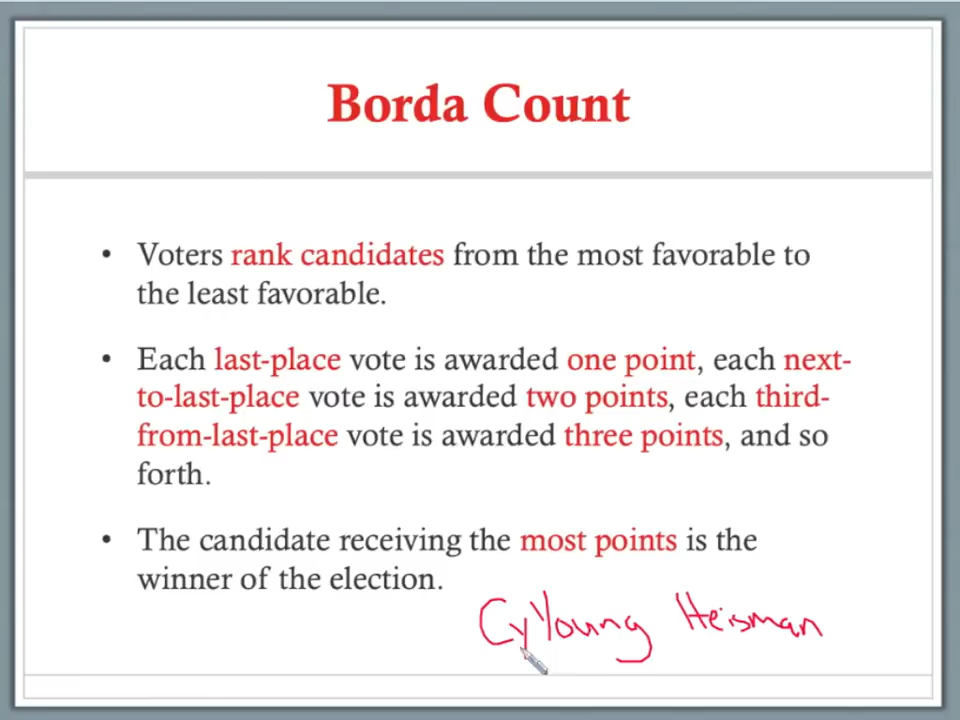 Borda Count
• Voters rank candidates from the most favorable to
the least favorable.
• Each last-place vote is awarded one point, each next-
to-last-place vote is awarded two points, each third-
from-last-place vote is awarded three points, and so
forth.
• The candidate receiving the most points is the
winner of the election.
Cy Young Heisman